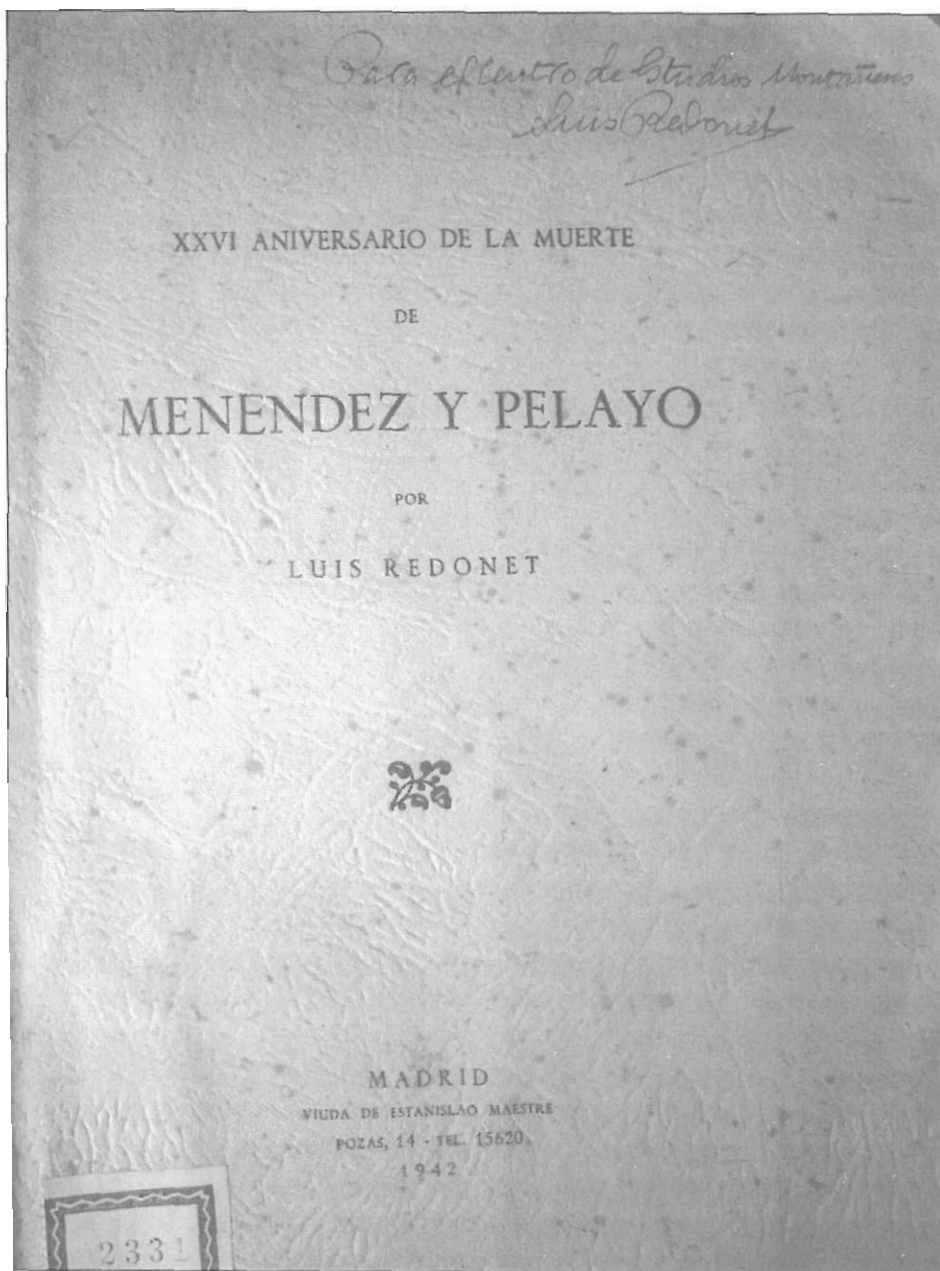 Para el Centro de Estudios Montañeses
Luis Redonet
XXVI ANIVERSARIO DE LA MUERTE
DE
MENENDEZ Y PELAYO
POR
LUIS REDONET
MADRID
VIUDA DE ESTANISLAO MAESTRE
POZAS, 14 - TEL. 15620
1942
2331